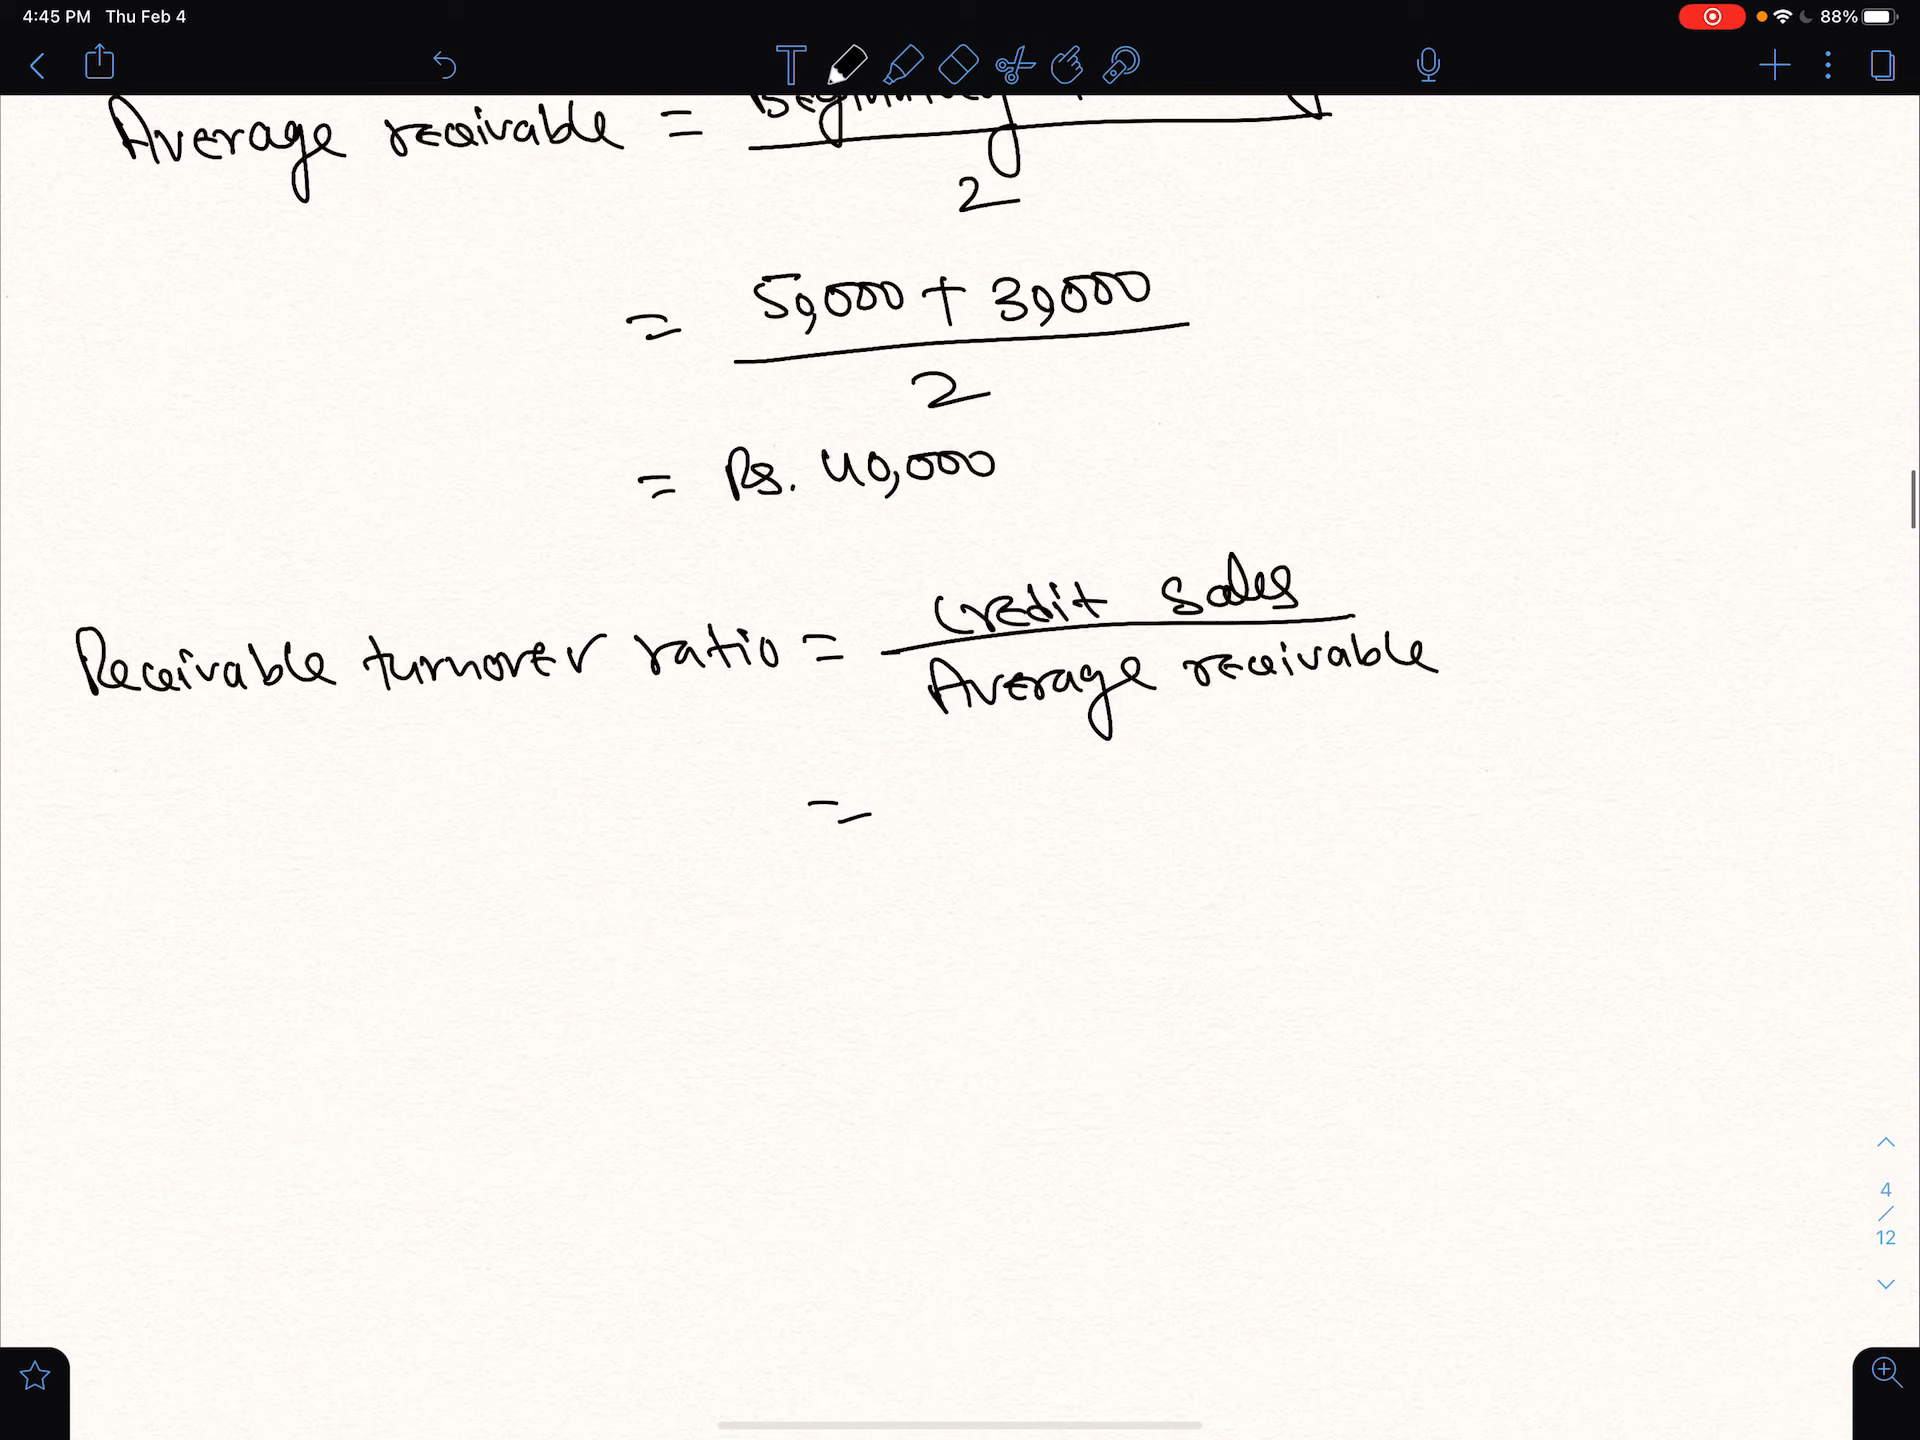 4:45 PM Thu Feb 4
88%
Average receivable =
2
= 50,000 + 30,000
2
= Rs. 40,000
Receivable turnover ratio = Credit Sales
Average receivable
=
4
/
12